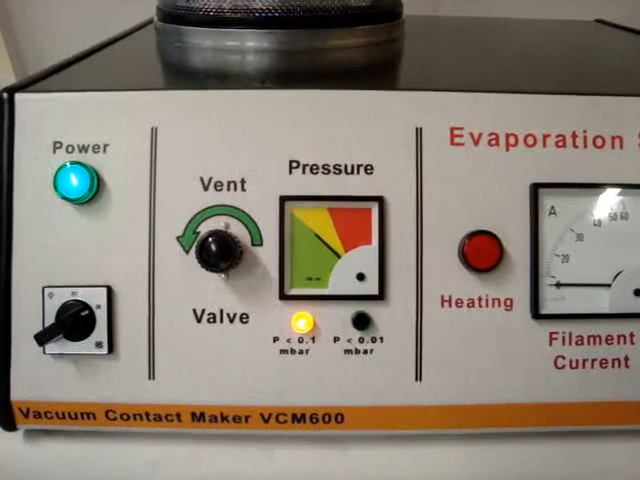 Power
Vent
Valve
Pressure
P < 0.1
mbar
P < 0.01
mbar
Evaporation
Heating
A
20
30
40
50
60
Filament
Current
Vacuum Contact Maker VCM600